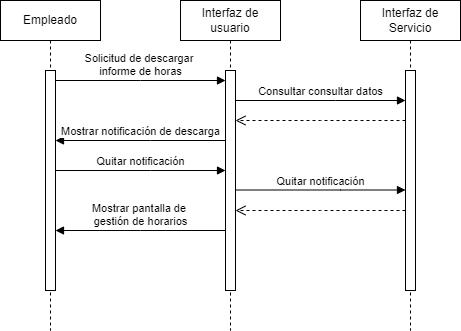 Empleado
Interfaz de
usuario
Interfaz de
Servicio
Solicitud de descargar
informe de horas
Consultar consultar datos
Mostrar notificación de descarga
Quitar notificación
Quitar notificación
Mostrar pantalla de
gestión de horarios